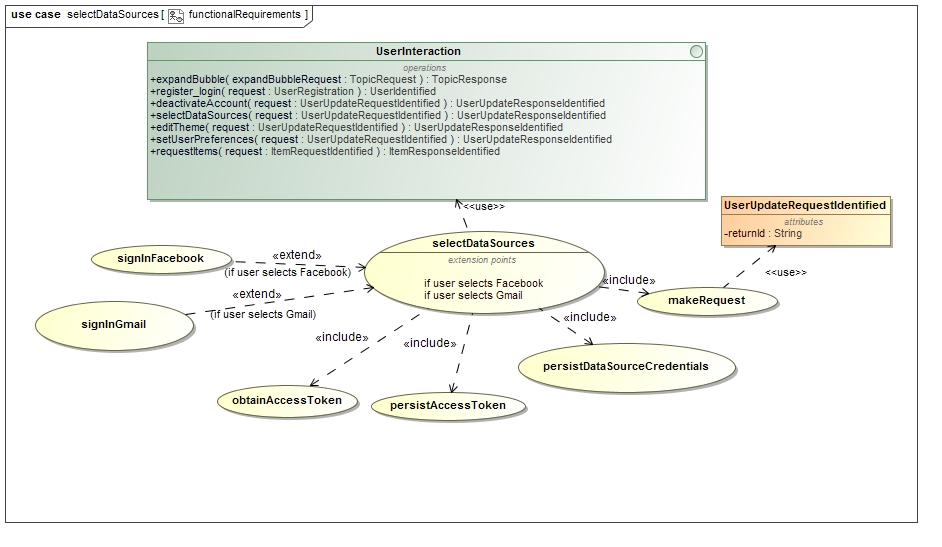 use case selectDataSources [ functionalRequirements ]
UserInteraction
operations
+expandBubble( expandBubbleRequest : TopicRequest ) : TopicResponse
+register_login( request : UserRegistration ) : UserIdentified
+deactivateAccount( request : UserUpdateRequestIdentified ) : UserUpdateResponseIdentified
+selectDataSources( request : UserUpdateRequestIdentified ) : UserUpdateResponseIdentified
+editTheme( request : UserUpdateRequestIdentified ) : UserUpdateResponseIdentified
+setUserPreferences( request : UserUpdateRequestIdentified ) : UserUpdateResponseIdentified
+requestItems( request : ItemRequestIdentified ) : ItemResponseIdentified
<<use>>
UserUpdateRequestIdentified
attributes
-returnId : String
selectDataSources
extension points
if user selects Facebook
if user selects Gmail
signInFacebook
«extend»
(if user selects Facebook)
<<use>>
«include»
makeRequest
«extend»
(if user selects Gmail)
signInGmail
«include»
«include»
«include»
persistDataSourceCredentials
obtainAccessToken
persistAccessToken